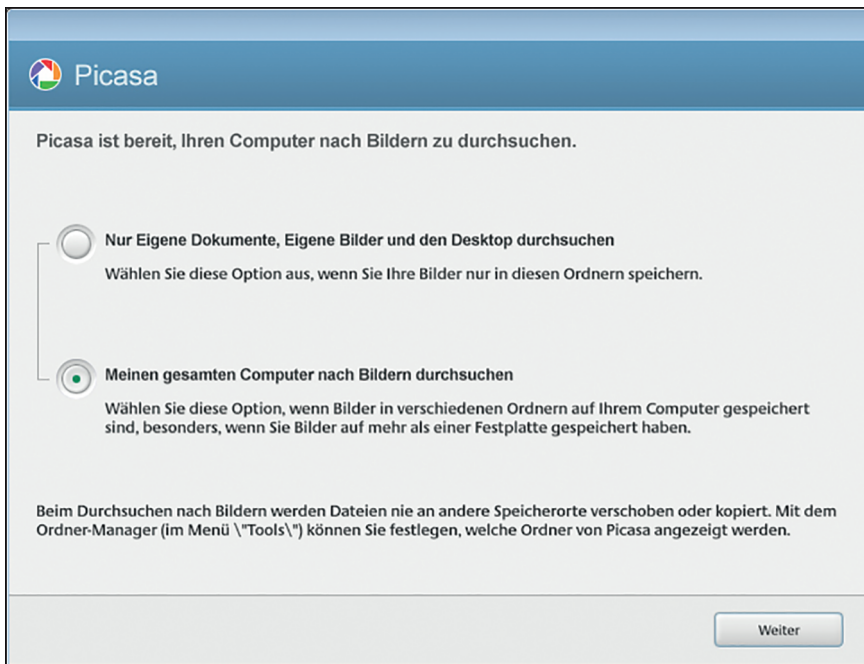 Picasa
Picasa ist bereit, Ihren Computer nach Bildern zu durchsuchen.
Nur Eigene Dokumente, Eigene Bilder und den Desktop durchsuchen
Wählen Sie diese Option aus, wenn Sie Ihre Bilder nur in diesen Ordnern speichern.
Meinen gesamten Computer nach Bildern durchsuchen
Wählen Sie diese Option, wenn Bilder in verschiedenen Ordnern auf Ihrem Computer gespeichert
sind, besonders, wenn Sie Bilder auf mehr als einer Festplatte gespeichert haben.
Beim Durchsuchen nach Bildern werden Dateien nie an andere Speicherorte verschoben oder kopiert. Mit dem
Ordner-Manager (im Menü \"Tools\") können Sie festlegen, welche Ordner von Picasa angezeigt werden.
Weiter